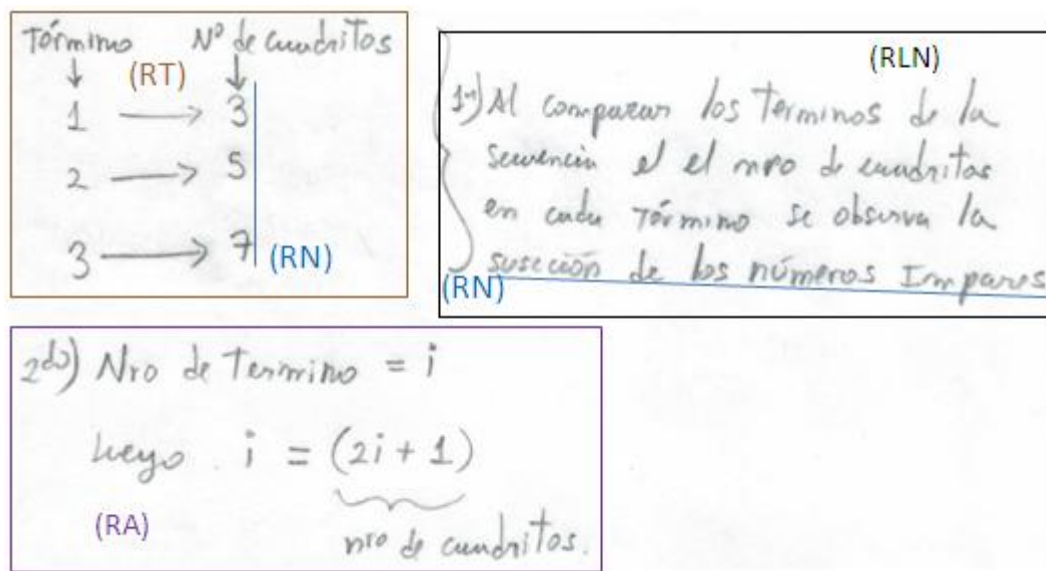 Término Nº de cuadritos
(RT)
1 → 3
2 → 5
3 → 7
(RN)
(RLN)
1ro) Al comparar los terminos de la
secuencia el el nro de cuadritos
en cada Término se observa la
suseción de los números Impares
(RN)
2do) Nro de Termino = i
Luego . i = (2i + 1)
nro de cuadritos.
(RA)